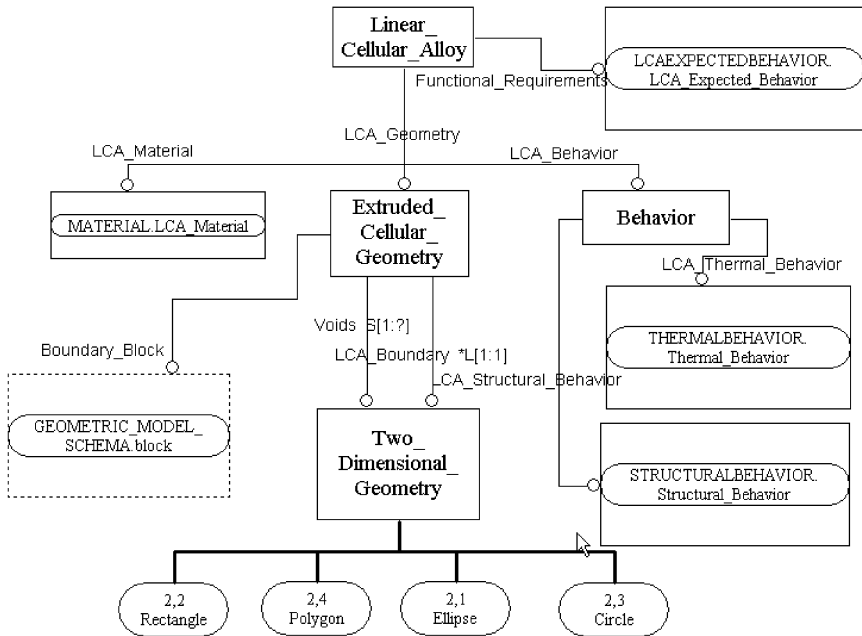 Linear_
Cellular_Alloy
LCAEXPECTEDBEHAVIOR.
LCA_Expected_Behavior
Functional_Requirements
LCA_Geometry
LCA_Material
LCA_Behavior
MATERIAL.LCA_Material
Extruded_
Cellular_
Geometry
Behavior
LCA_Thermal_Behavior
Voids S[1:?]
THERMALBEHAVIOR.
Thermal_Behavior
Boundary_Block
LCA_Boundary *L[1:1]
LCA_Structural_Behavior
GEOMETRIC_MODEL_
SCHEMA.block
Two_
Dimensional_
Geometry
STRUCTURALBEHAVIOR.
Structural_Behavior
2,2
Rectangle
2,4
Polygon
2,1
Ellipse
2,3
Circle